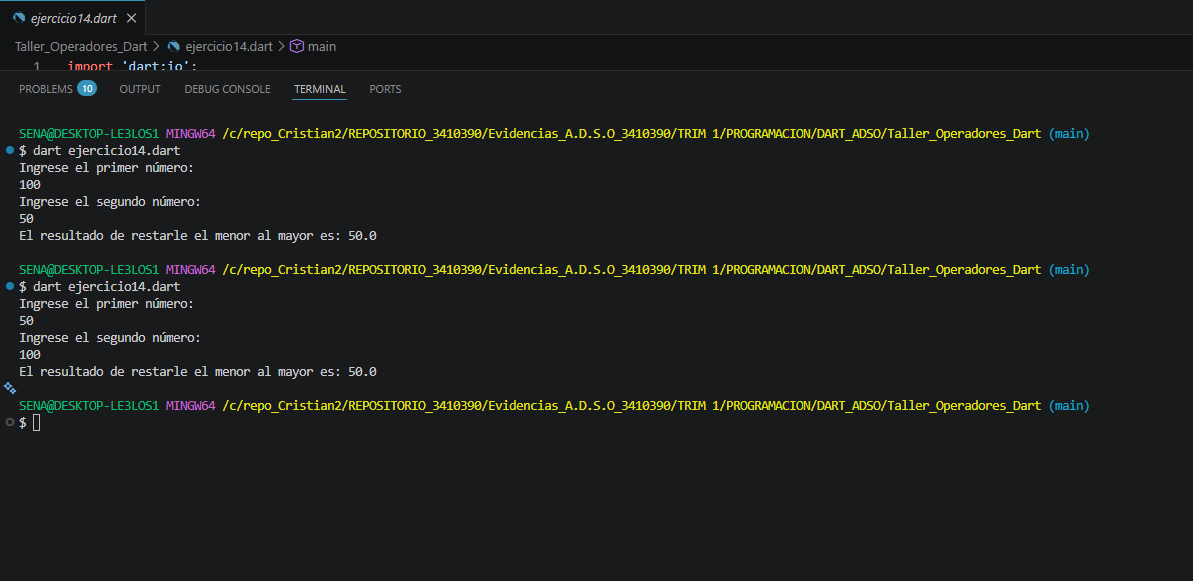 ejercicio14.dart
Taller_Operadores_Dart > ejercicio14.dart > main
1 import 'dart:io';
PROBLEMS 10 OUTPUT DEBUG CONSOLE TERMINAL PORTS
SENA@DESKTOP-LE3LOS1 MINGW64 /c/repo_Cristian2/REPOSITORIO_3410390/Evidencias_A.D.S.O_3410390/TRIM 1/PROGRAMACION/DART_ADSO/Taller_Operadores_Dart (main)
$ dart ejercicio14.dart
Ingrese el primer número:
100
Ingrese el segundo número:
50
El resultado de restarle el menor al mayor es: 50.0
SENA@DESKTOP-LE3LOS1 MINGW64 /c/repo_Cristian2/REPOSITORIO_3410390/Evidencias_A.D.S.O_3410390/TRIM 1/PROGRAMACION/DART_ADSO/Taller_Operadores_Dart (main)
$ dart ejercicio14.dart
Ingrese el primer número:
50
Ingrese el segundo número:
100
El resultado de restarle el menor al mayor es: 50.0
SENA@DESKTOP-LE3LOS1 MINGW64 /c/repo_Cristian2/REPOSITORIO_3410390/Evidencias_A.D.S.O_3410390/TRIM 1/PROGRAMACION/DART_ADSO/Taller_Operadores_Dart (main)
$